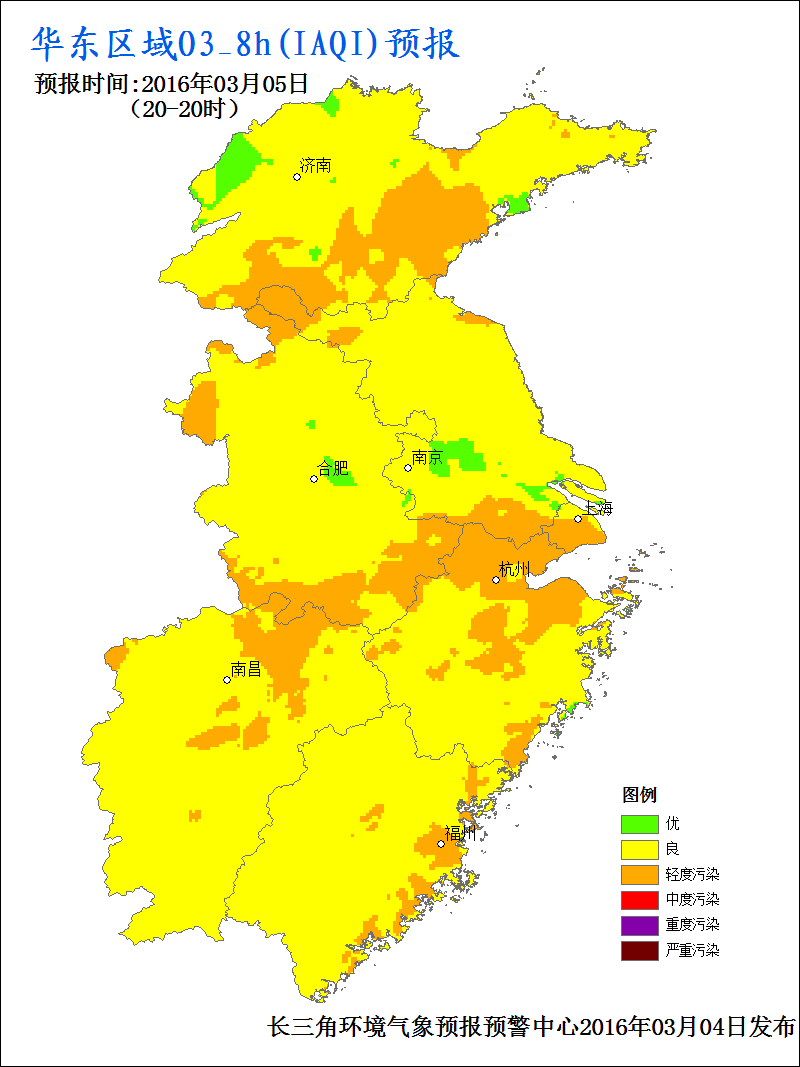 华东区域O3_8h(IAQI)预报
预报时间:2016年03月05日
(20-20时)
济南
南京
合肥
上海
杭州
南昌
福州
图例
优
良
轻度污染
中度污染
重度污染
严重污染
长三角环境气象预报预警中心2016年03月04日发布